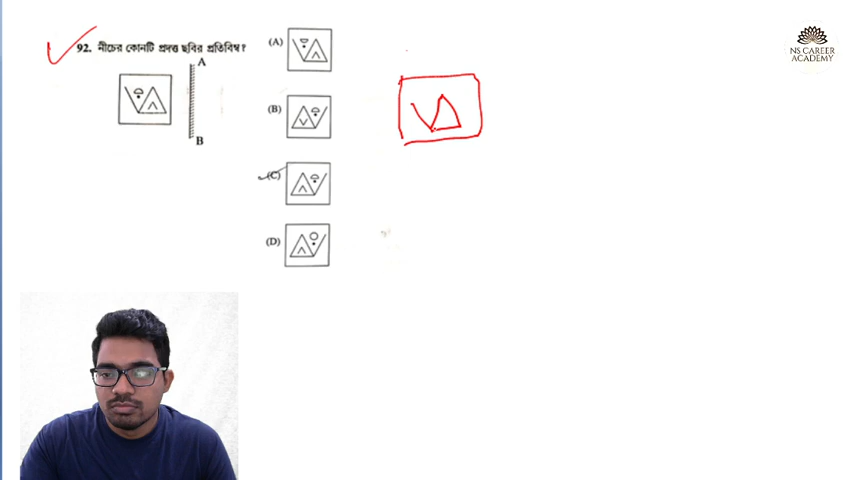 92. নীচের কোনটি প্রদত্ত ছবির প্রতিবিম্ব?
A
B
(A)
(B)
(C)
(D)
NS CAREER
ACADEMY